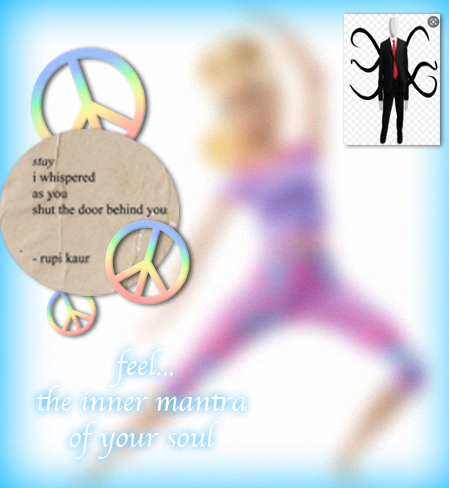 stay
i whispered
as you
shut the door behind you
- rupi kaur
feel...
the inner mantra
of your soul